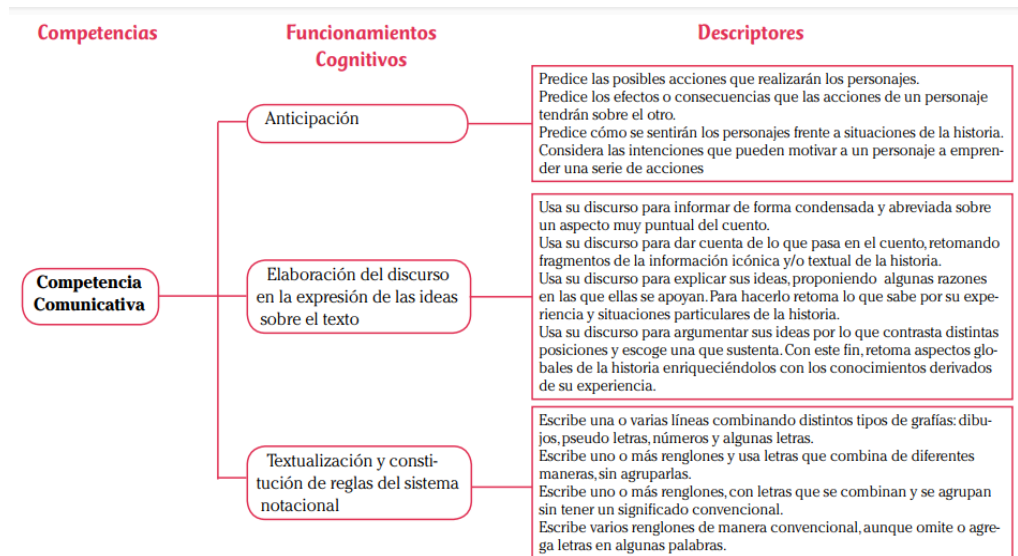 Competencias
Funcionamientos
Cognitivos
Descriptores
Anticipación
Predice las posibles acciones que realizarán los personajes.
Predice los efectos o consecuencias que las acciones de un personaje
tendrán sobre el otro.
Predice cómo se sentirán los personajes frente a situaciones de la historia.
Considera las intenciones que pueden motivar a un personaje a empren-
der una serie de acciones
Competencia
Comunicativa
Elaboración del discurso
en la expresión de las ideas
sobre el texto
Usa su discurso para informar de forma condensada y abreviada sobre
un aspecto muy puntual del cuento.
Usa su discurso para dar cuenta de lo que pasa en el cuento, retomando
fragmentos de la información icónica y/o textual de la historia.
Usa su discurso para explicar sus ideas, proponiendo algunas razones
en las que ellas se apoyan. Para hacerlo retoma lo que sabe por su expe-
riencia y situaciones particulares de la historia.
Usa su discurso para argumentar sus ideas por lo que contrasta distintas
posiciones y escoge una que sustenta. Con este fin, retoma aspectos glo-
bales de la historia enriqueciéndolos con los conocimientos derivados
de su experiencia.
Textualización y consti-
tución de reglas del sistema
notacional
Escribe una o varias líneas combinando distintos tipos de grafías: dibu-
jos, pseudo letras, números y algunas letras.
Escribe uno o más renglones y usa letras que combina de diferentes
maneras, sin agruparlas.
Escribe uno o más renglones, con letras que se combinan y se agrupan
sin tener un significado convencional.
Escribe varios renglones de manera convencional, aunque omite o agre-
ga letras en algunas palabras.